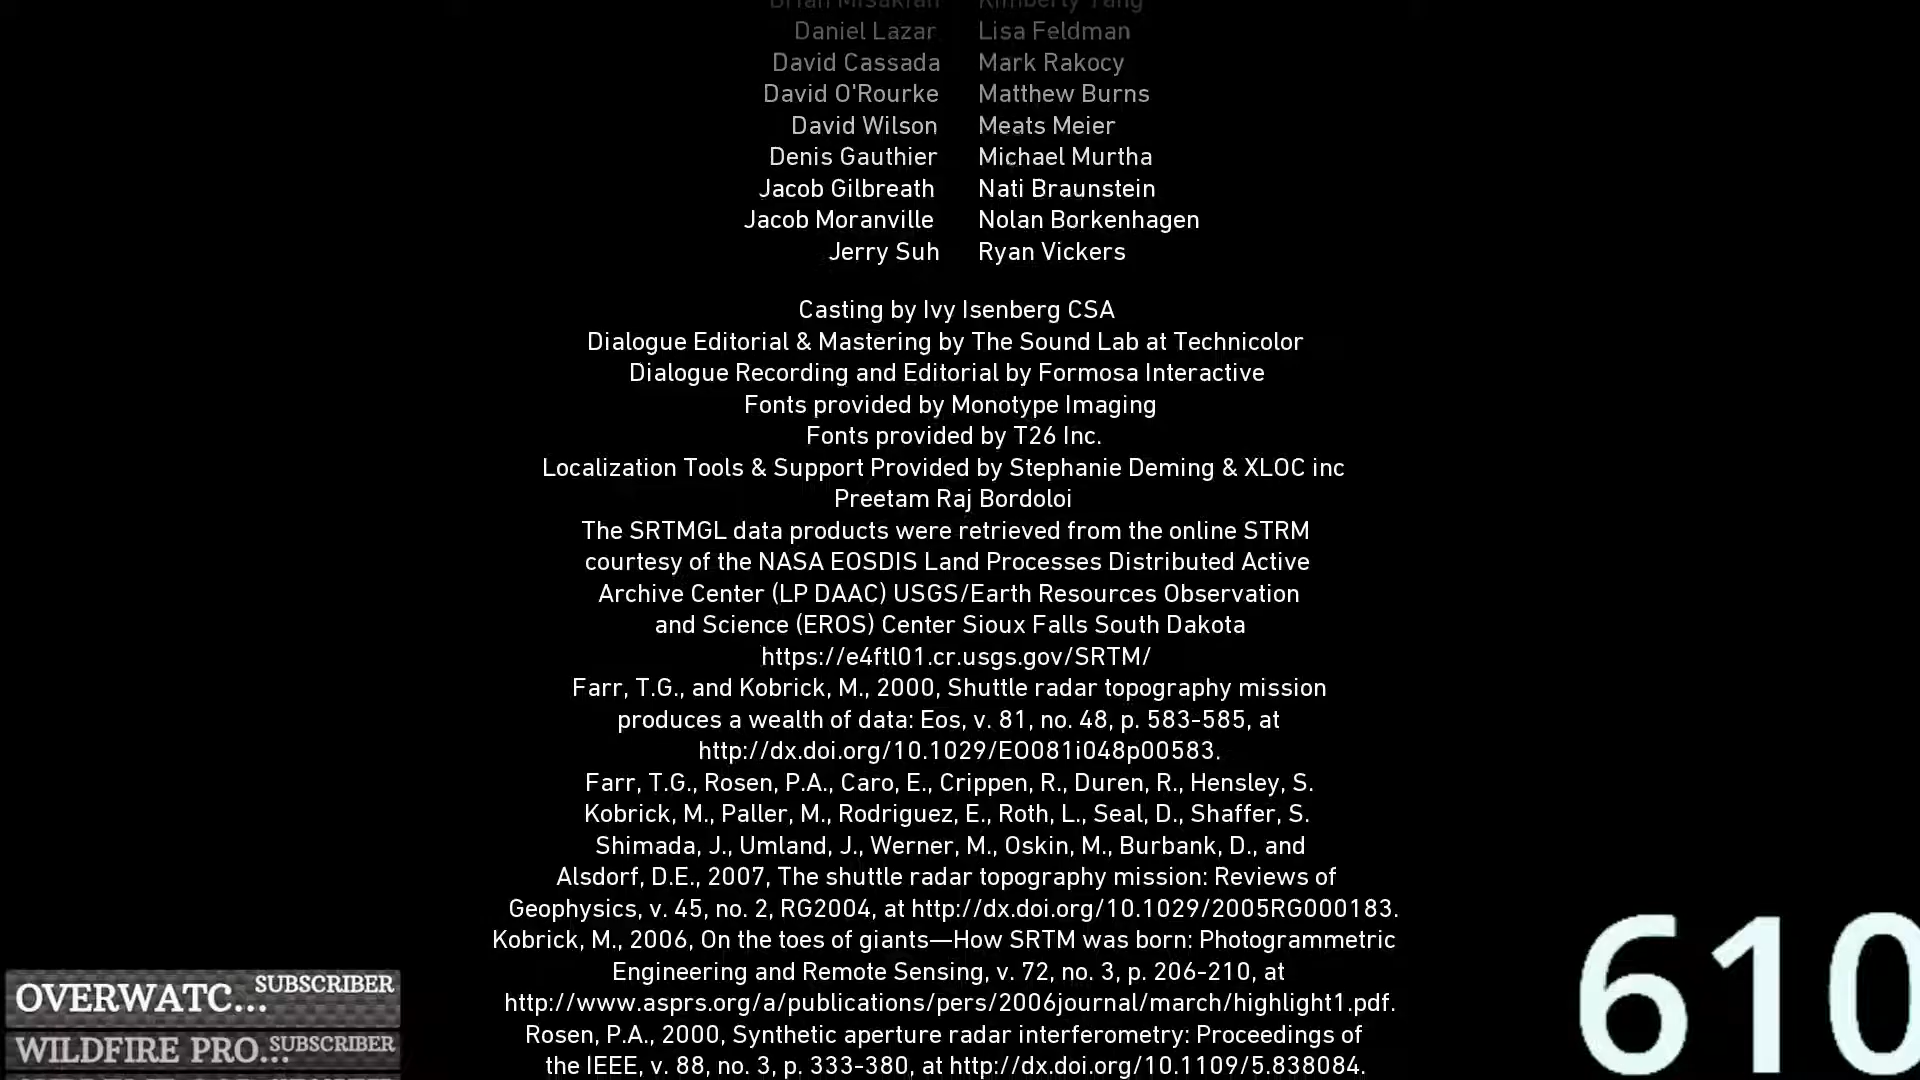 Brian Misakian Kimberly Yang
Daniel Lazar Lisa Feldman
David Cassada Mark Rakocy
David O'Rourke Matthew Burns
David Wilson Meats Meier
Denis Gauthier Michael Murtha
Jacob Gilbreath Nati Braunstein
Jacob Moranville Nolan Borkenhagen
Jerry Suh Ryan Vickers
Casting by Ivy Isenberg CSA
Dialogue Editorial & Mastering by The Sound Lab at Technicolor
Dialogue Recording and Editorial by Formosa Interactive
Fonts provided by Monotype Imaging
Fonts provided by T26 Inc.
Localization Tools & Support Provided by Stephanie Deming & XLOC inc
Preetam Raj Bordoloi
The SRTMGL data products were retrieved from the online STRM
courtesy of the NASA EOSDIS Land Processes Distributed Active
Archive Center (LP DAAC) USGS/Earth Resources Observation
and Science (EROS) Center Sioux Falls South Dakota
https://e4ftl01.cr.usgs.gov/SRTM/
Farr, T.G., and Kobrick, M., 2000, Shuttle radar topography mission
produces a wealth of data: Eos, v. 81, no. 48, p. 583-585, at
http://dx.doi.org/10.1029/EO081i048p00583.
Farr, T.G., Rosen, P.A., Caro, E., Crippen, R., Duren, R., Hensley, S.
Kobrick, M., Paller, M., Rodriguez, E., Roth, L., Seal, D., Shaffer, S.
Shimada, J., Umland, J., Werner, M., Oskin, M., Burbank, D., and
Alsdorf, D.E., 2007, The shuttle radar topography mission: Reviews of
Geophysics, v. 45, no. 2, RG2004, at http://dx.doi.org/10.1029/2005RG000183.
Kobrick, M., 2006, On the toes of giants—How SRTM was born: Photogrammetric
Engineering and Remote Sensing, v. 72, no. 3, p. 206-210, at
http://www.asprs.org/a/publications/pers/2006journal/march/highlight1.pdf.
Rosen, P.A., 2000, Synthetic aperture radar interferometry: Proceedings of
the IEEE, v. 88, no. 3, p. 333-380, at http://dx.doi.org/10.1109/5.838084.
OVERWATC... SUBSCRIBER
WILDFIRE PRO... SUBSCRIBER
610